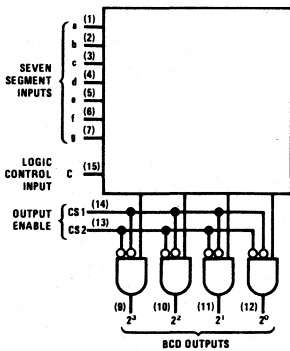 a (1)
b (2)
c (3)
d (4)
e (5)
f (6)
g (7)
SEVEN
SEGMENT
INPUTS
LOGIC
CONTROL
INPUT
C (15)
OUTPUT
ENABLE
CS1 (14)
CS2 (13)
(9) (10) (11) (12)
2³ 2² 2¹ 2⁰
BCD OUTPUTS